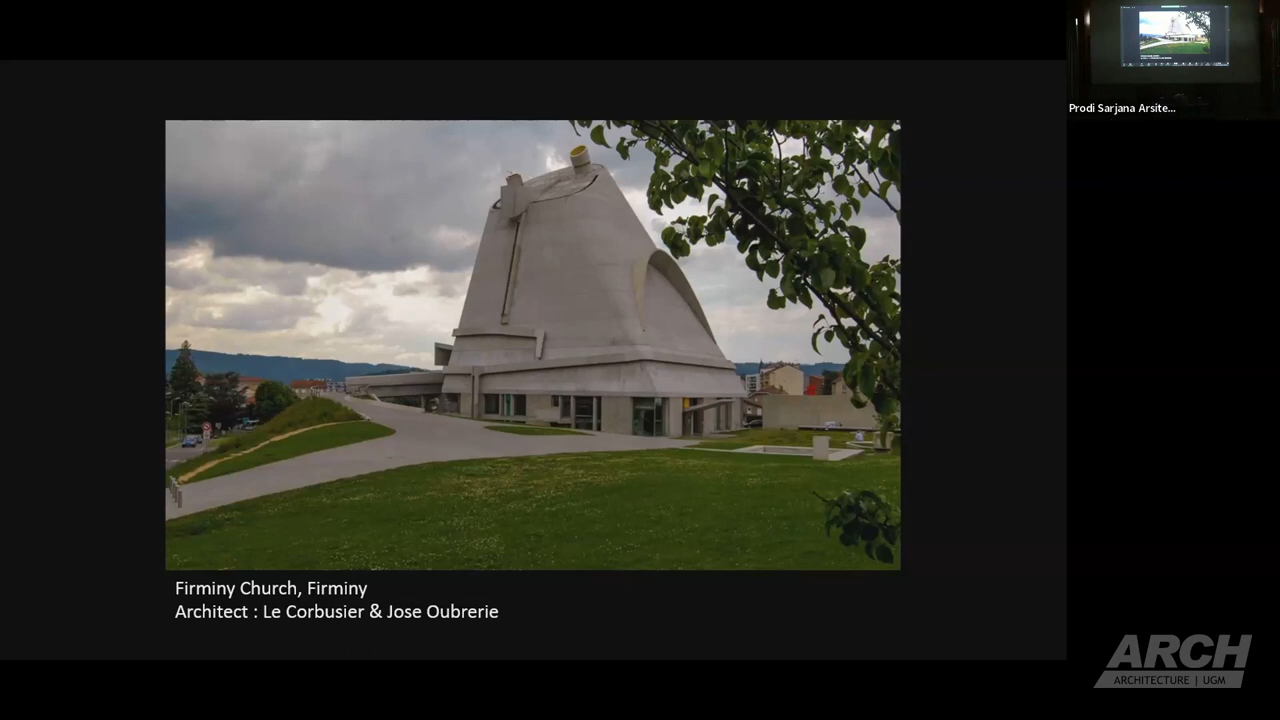 Prodi Sarjana Arsite...
Firminy Church, Firminy
Architect : Le Corbusier & Jose Oubrerie
ARCH
ARCHITECTURE | UGM